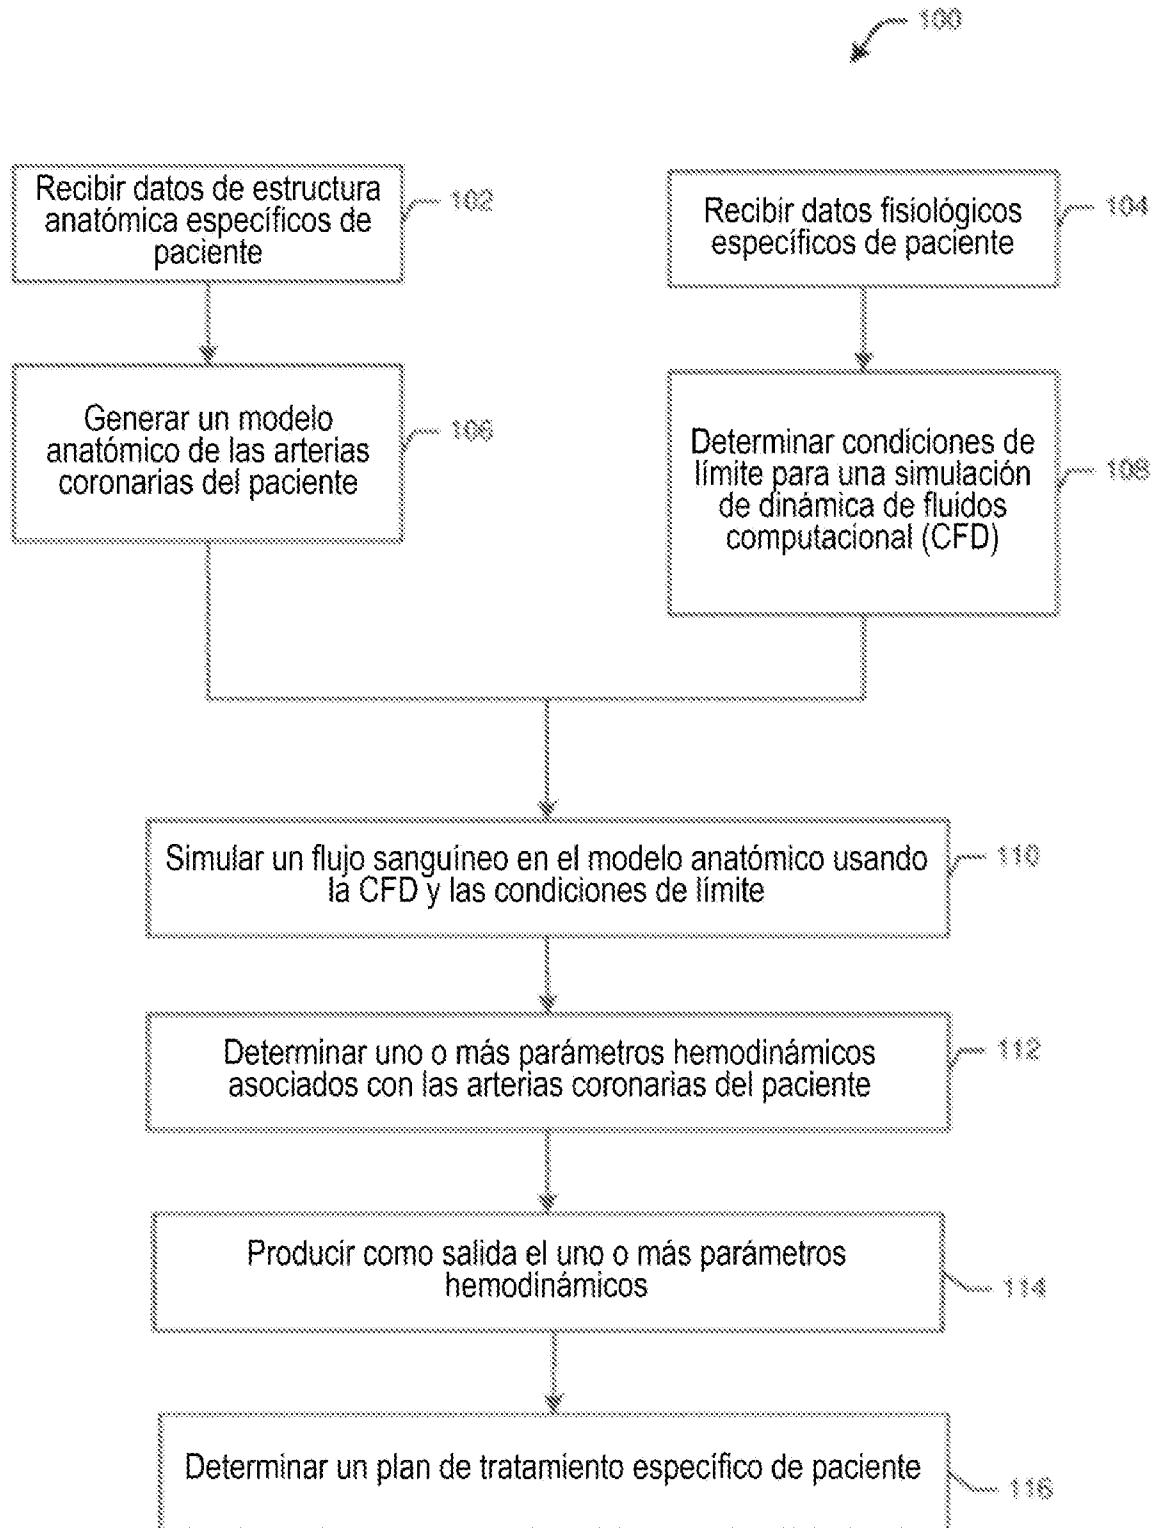 100
Recibir datos de estructura
anatómica específicos de
paciente
102
Recibir datos fisiológicos
específicos de paciente
104
Generar un modelo
anatómico de las arterias
coronarias del paciente
106
Determinar condiciones de
límite para una simulación
de dinámica de fluidos
computacional (CFD)
108
Simular un flujo sanguíneo en el modelo anatómico usando
la CFD y las condiciones de límite
110
Determinar uno o más parámetros hemodinámicos
asociados con las arterias coronarias del paciente
112
Producir como salida el uno o más parámetros
hemodinámicos
114
Determinar un plan de tratamiento específico de paciente
116